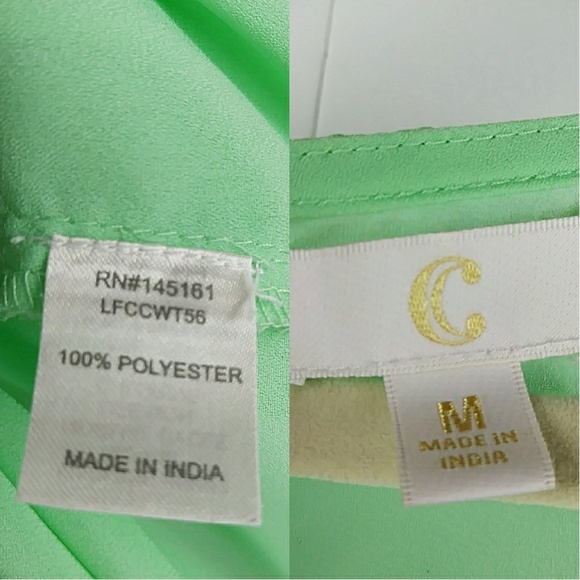 RN#145161
LFCCWT56
100% POLYESTER
MADE IN INDIA
C
M
MADE IN
INDIA